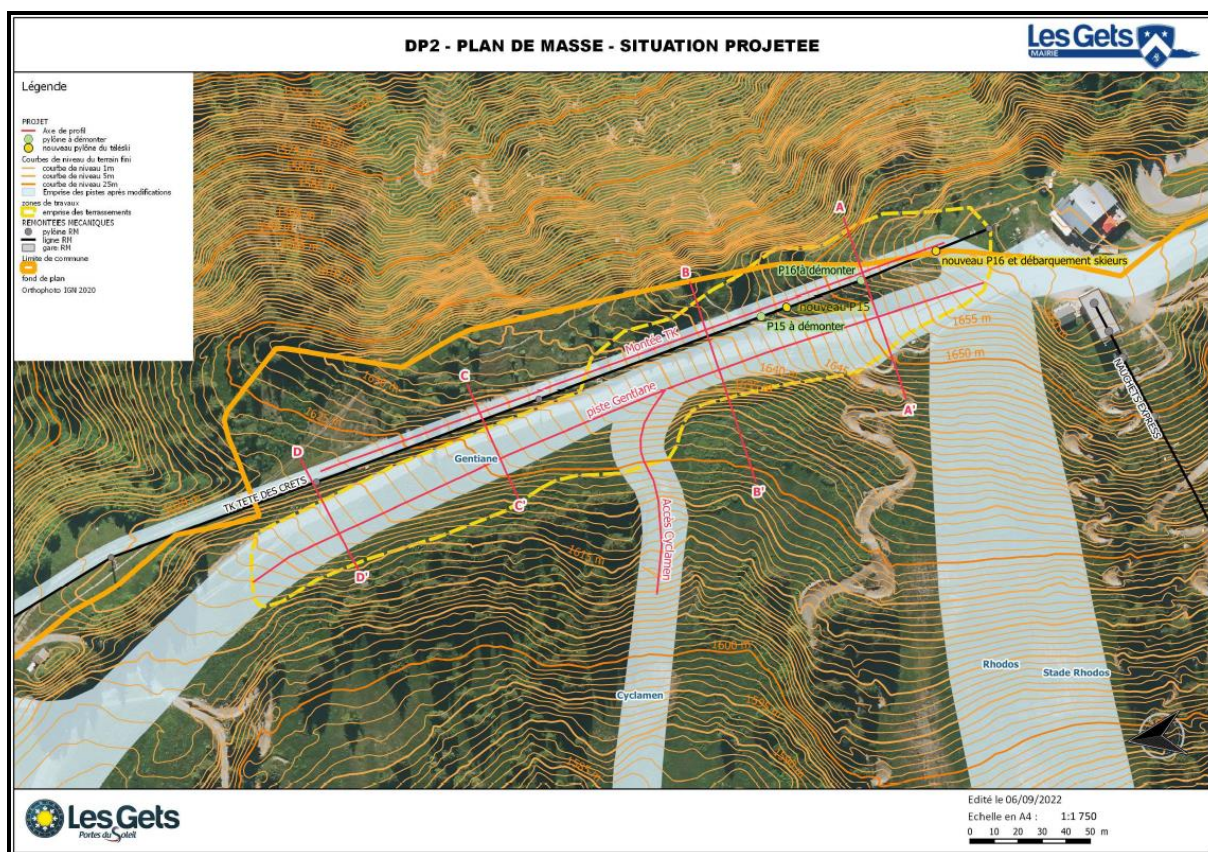 DP2 - PLAN DE MASSE - SITUATION PROJETEE
Les Gets
MAIRIE
Légende
PROJET
Axe de profil
pylône à démonter
nouveau pylône du téléski
Courbes de niveau du terrain fini
courbe de niveau 1m
courbe de niveau 5m
courbe de niveau 25m
Emprise des pistes après modifications
zones de travaux
emprise des terrassements
REMONTEES MECANIQUES
pylône RM
ligne RM
gare RM
Limite de commune
fond de plan
Orthophoto IGN 2020
A
nouveau P16 et débarquement skieurs
P16 à démonter
B
nouveau P15
P15 à démonter
Montée TK
1655 m
1650 m
1640 m
NAUCHETS EXPRESS
C
piste Gentiane
A'
Gentiane
D
TK TETE DES CRETS
B'
C'
Accès Cyclamen
D'
1600 m
Rhodos
Stade Rhodos
Cyclamen
Les Gets
Portes du Soleil
Edité le 06/09/2022
Echelle en A4 : 1:1 750
0 10 20 30 40 50 m